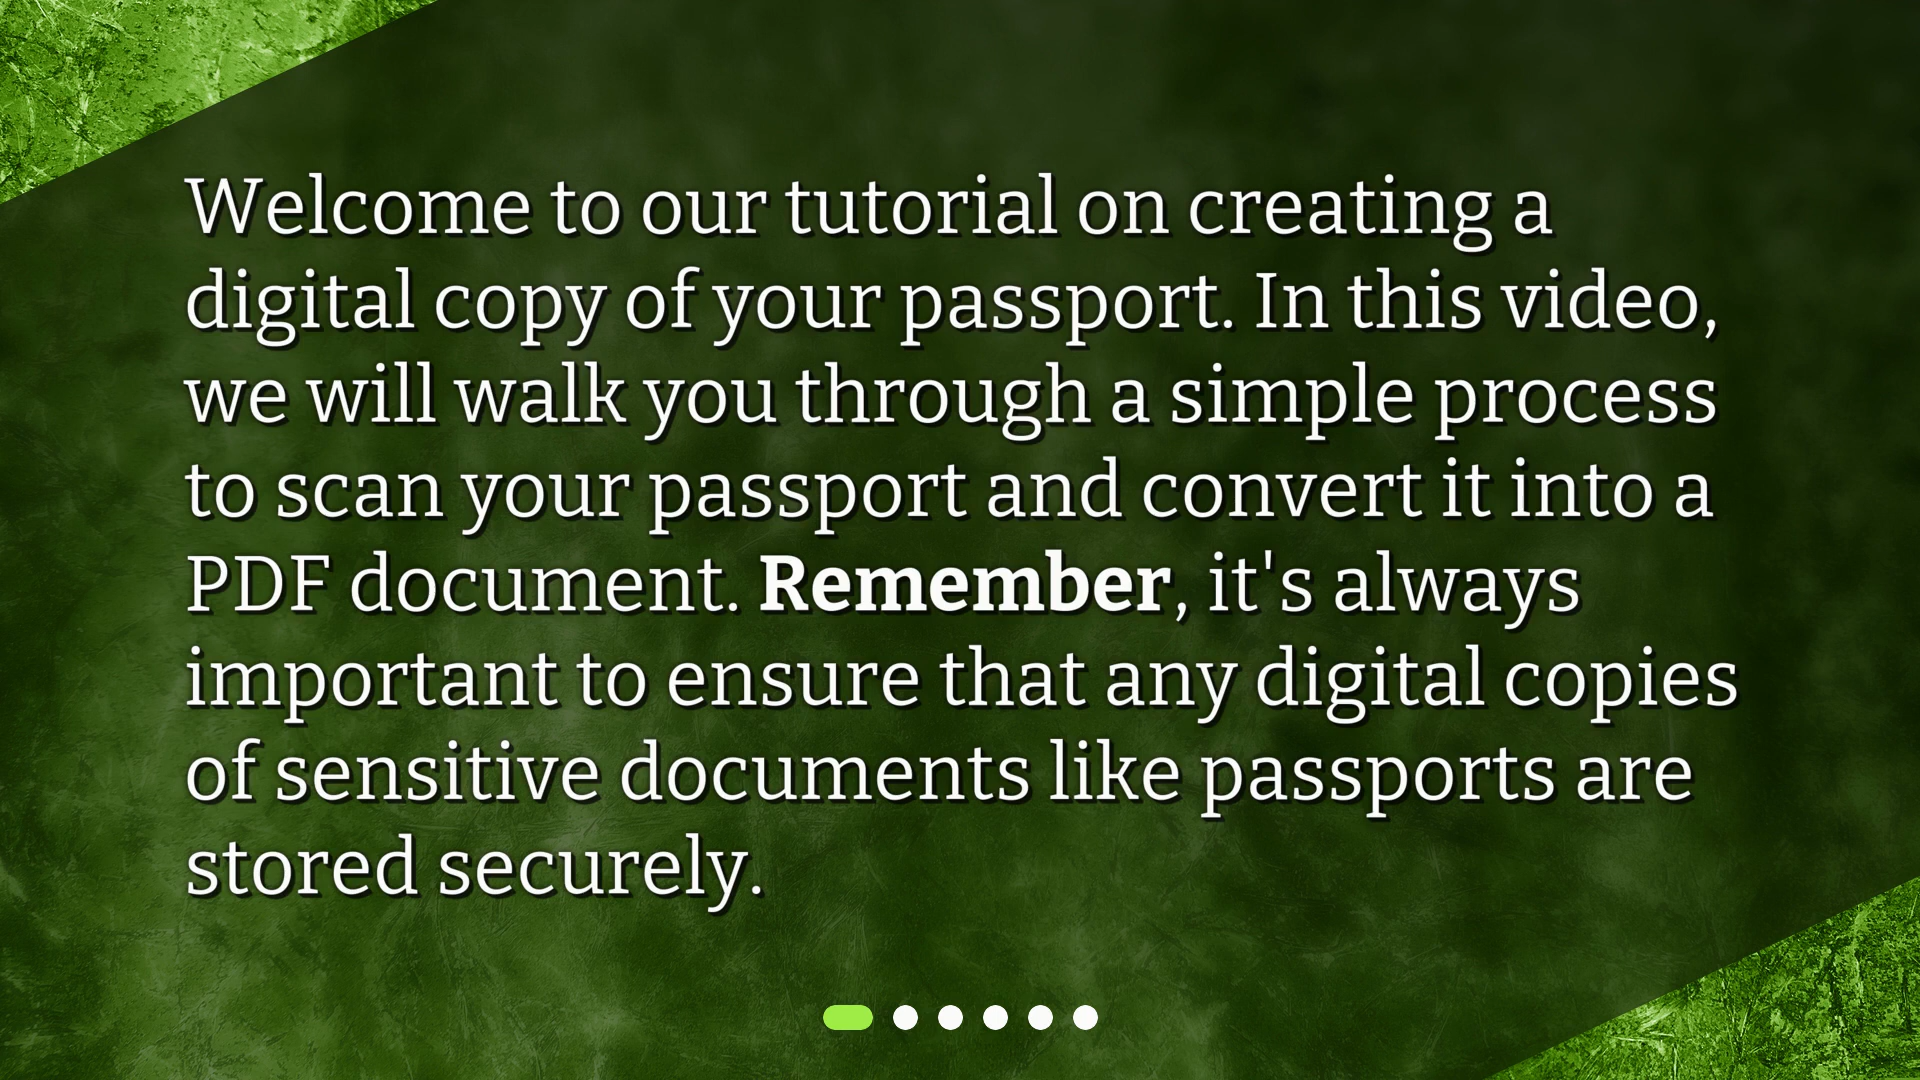 Welcome to our tutorial on creating a
digital copy of your passport. In this video,
we will walk you through a simple process
to scan your passport and convert it into a
PDF document. Remember, it's always
important to ensure that any digital copies
of sensitive documents like passports are
stored securely.